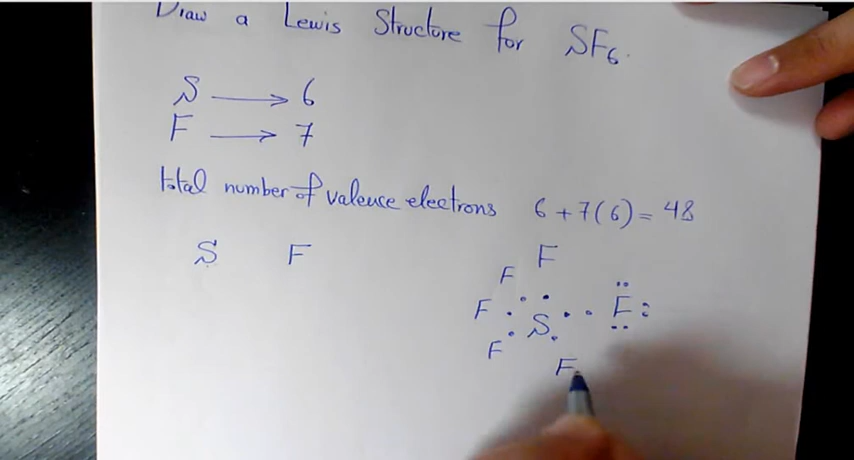 Draw a Lewis Structure for SF6.
S → 6
F → 7
total number of valence electrons 6 + 7(6) = 48
S F
F
F
F S F
F
F